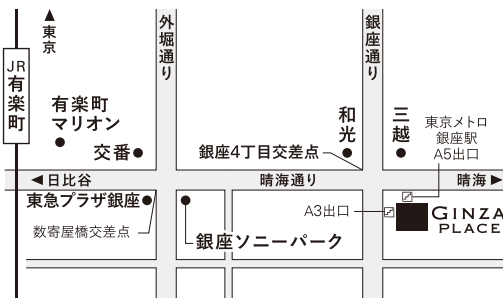 ▲
東京
外堀通り
銀座通り
JR
有楽町
有楽町
マリオン
交番
和光
三越
東京メトロ
銀座駅
A5出口
銀座4丁目交差点
◀日比谷
晴海通り
晴海▶
東急プラザ銀座
数寄屋橋交差点
銀座ソニーパーク
A3出口
GINZA
PLACE